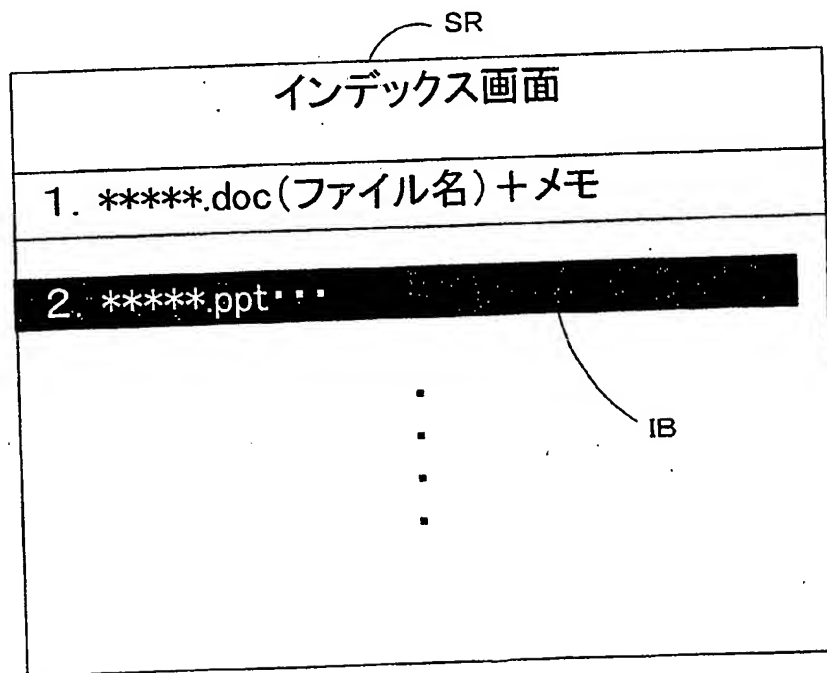 SR
インデックス画面
1. *****.doc(ファイル名)+メモ
2. *****.ppt･･･
IB